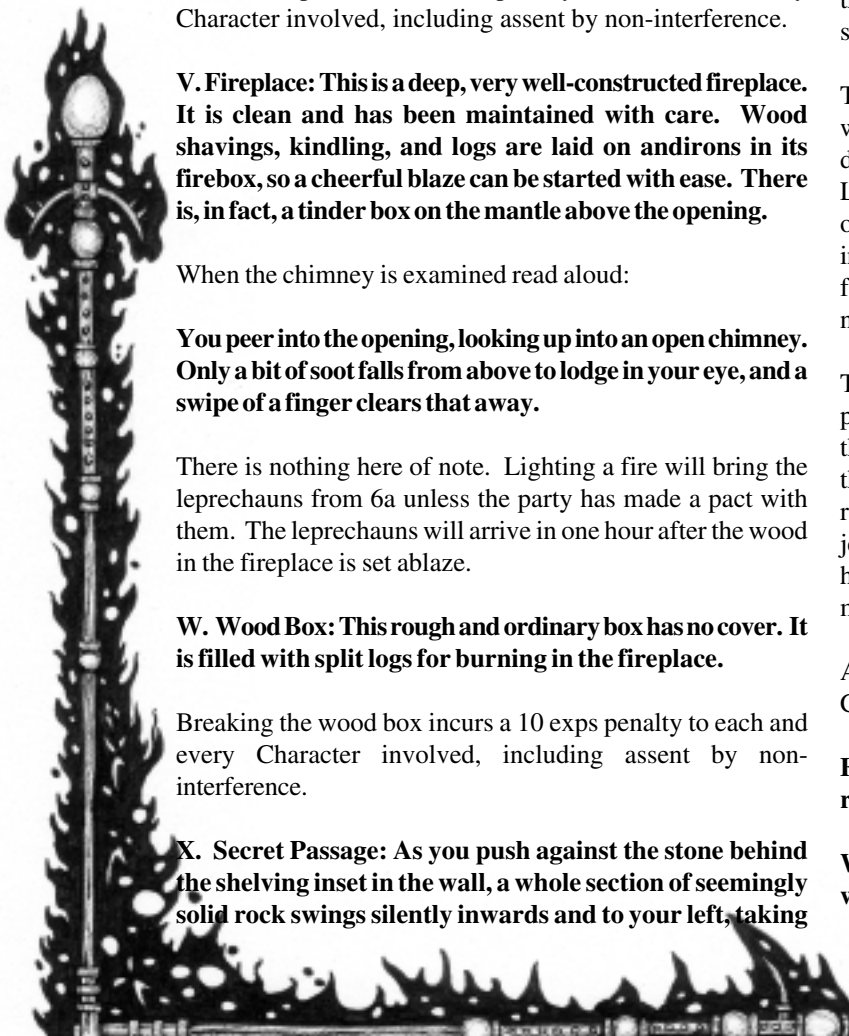 Character involved, including assent by non-interference.
V. Fireplace: This is a deep, very well-constructed fireplace.
It is clean and has been maintained with care. Wood
shavings, kindling, and logs are laid on andirons in its
firebox, so a cheerful blaze can be started with ease. There
is, in fact, a tinder box on the mantle above the opening.
When the chimney is examined read aloud:
You peer into the opening, looking up into an open chimney.
Only a bit of soot falls from above to lodge in your eye, and a
swipe of a finger clears that away.
There is nothing here of note. Lighting a fire will bring the
leprechauns from 6a unless the party has made a pact with
them. The leprechauns will arrive in one hour after the wood
in the fireplace is set ablaze.
W. Wood Box: This rough and ordinary box has no cover. It
is filled with split logs for burning in the fireplace.
Breaking the wood box incurs a 10 exps penalty to each and
every Character involved, including assent by non-
interference.
X. Secret Passage: As you push against the stone behind
the shelving inset in the wall, a whole section of seemingly
solid rock swings silently inwards and to your left, taking